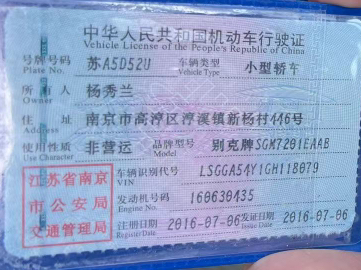 中华人民共和国机动车行驶证
Vehicle License of the People's Republic of China
号牌号码 苏A5D52U 车辆类型 小型轿车
Plate No. Vehicle Type
所有人 杨秀兰
Owner
住址 南京市高淳区淳溪镇新杨村446号
Address
使用性质 非营运 品牌型号 别克牌SGM7201EAAB
Use Character Model
江苏省南京 车辆识别代号 LSGGA54Y1GH118079
VIN
市公安局 发动机号码 160630435
Engine No.
交通管理局 注册日期 2016-07-06 发证日期 2016-07-06
Register Date Issue Date